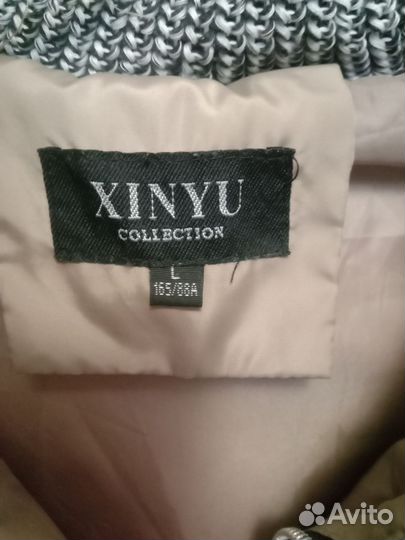 XINYU
COLLECTION
L
165/88A
Avito